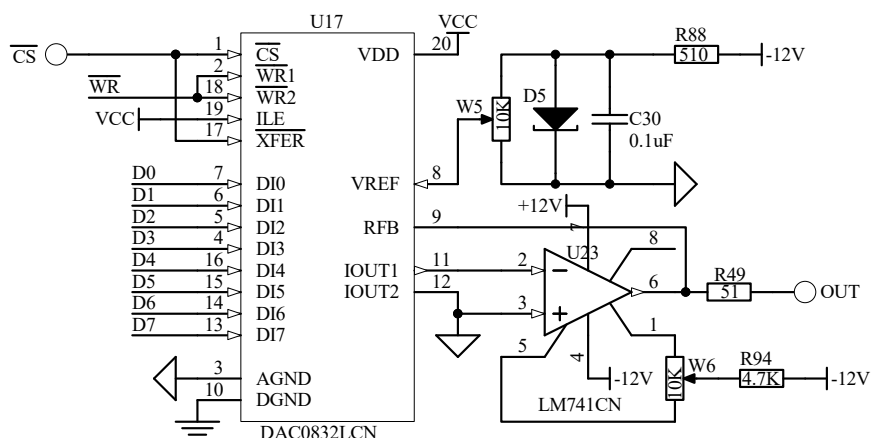 U17
VCC
R88
CS
1
CS
VDD
20
510
-12V
2
WR1
WR
18
WR2
W5
10K
D5
C30
0.1uF
VCC
19
ILE
17
XFER
D0
7
DI0
VREF
8
D1
6
DI1
+12V
7
D2
5
DI2
RFB
9
U23
8
D3
4
DI3
D4
16
DI4
IOUT1
11
2
6
R49
51
OUT
D5
15
DI5
IOUT2
12
D6
14
DI6
3
D7
13
DI7
5
4
1
3
AGND
-12V
10K
W6
R94
4.7K
-12V
10
DGND
LM741CN
DAC0832LCN